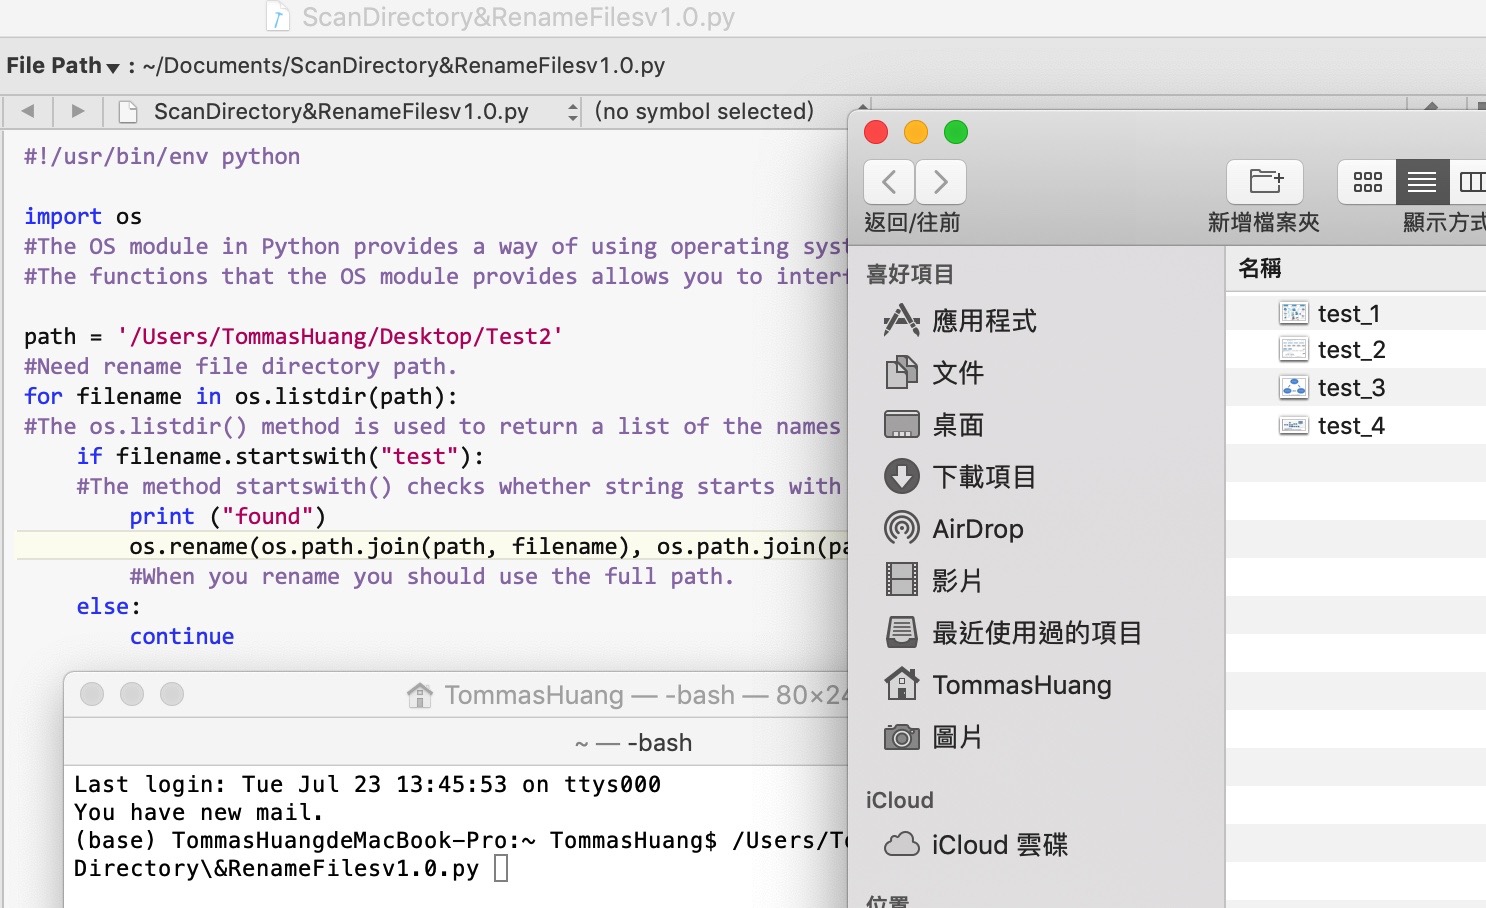 ScanDirectory&RenameFilesv1.0.py
File Path : ~/Documents/ScanDirectory&RenameFilesv1.0.py
ScanDirectory&RenameFilesv1.0.py (no symbol selected)
#!/usr/bin/env python
import os
#The OS module in Python provides a way of using operating
#The functions that the OS module provides allows you to
path = '/Users/TommasHuang/Desktop/Test2'
#Need rename file directory path.
for filename in os.listdir(path):
#The os.listdir() method is used to return a list of the names
if filename.startswith("test"):
#The method startswith() checks whether string starts with
print ("found")
os.rename(os.path.join(path, filename), os.path.join(
#When you rename you should use the full path.
else:
continue
TommasHuang — -bash — 80×24
~ — -bash
Last login: Tue Jul 23 13:45:53 on ttys000
You have new mail.
(base) TommasHuangdeMacBook-Pro:~ TommasHuang$ /Users/
Directory\&RenameFilesv1.0.py
返回/往前
新增檔案夾
顯示方式
喜好項目
應用程式
文件
桌面
下載項目
AirDrop
影片
最近使用過的項目
TommasHuang
圖片
iCloud
iCloud 雲碟
位置
名稱
test_1
test_2
test_3
test_4